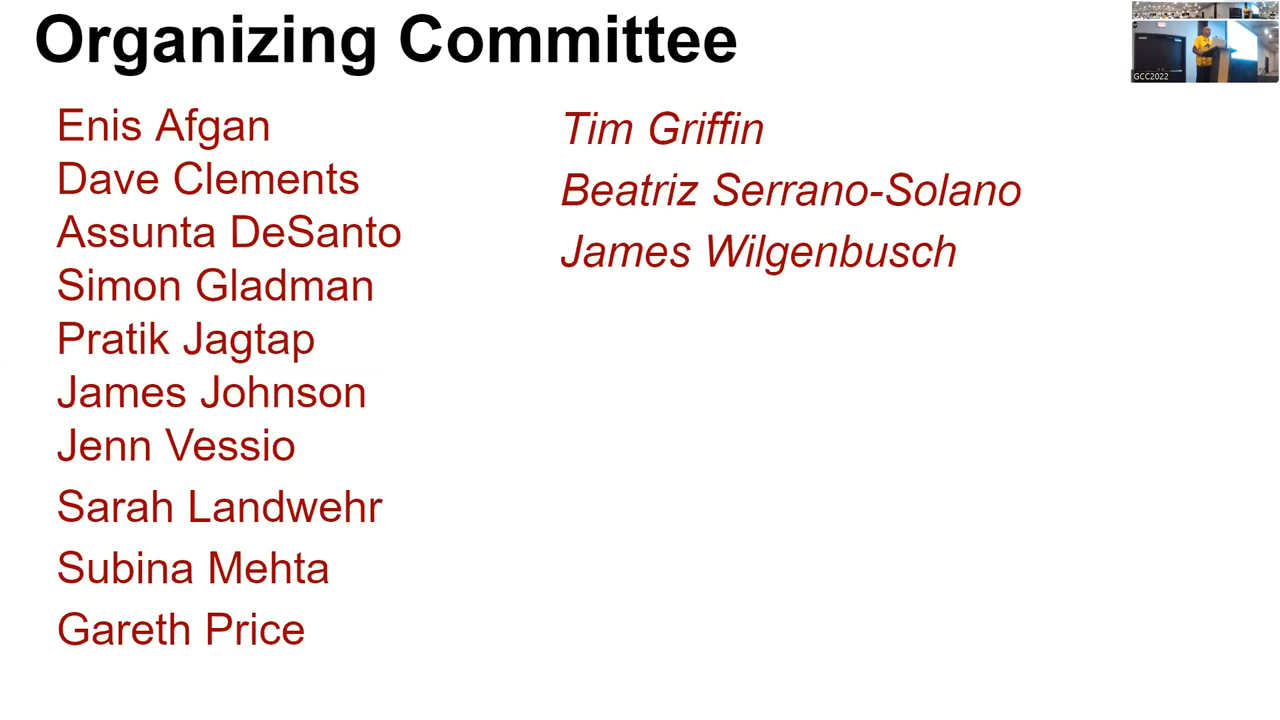 Organizing Committee
Enis Afgan
Dave Clements
Assunta DeSanto
Simon Gladman
Pratik Jagtap
James Johnson
Jenn Vessio
Sarah Landwehr
Subina Mehta
Gareth Price
Tim Griffin
Beatriz Serrano-Solano
James Wilgenbusch
GCC2022